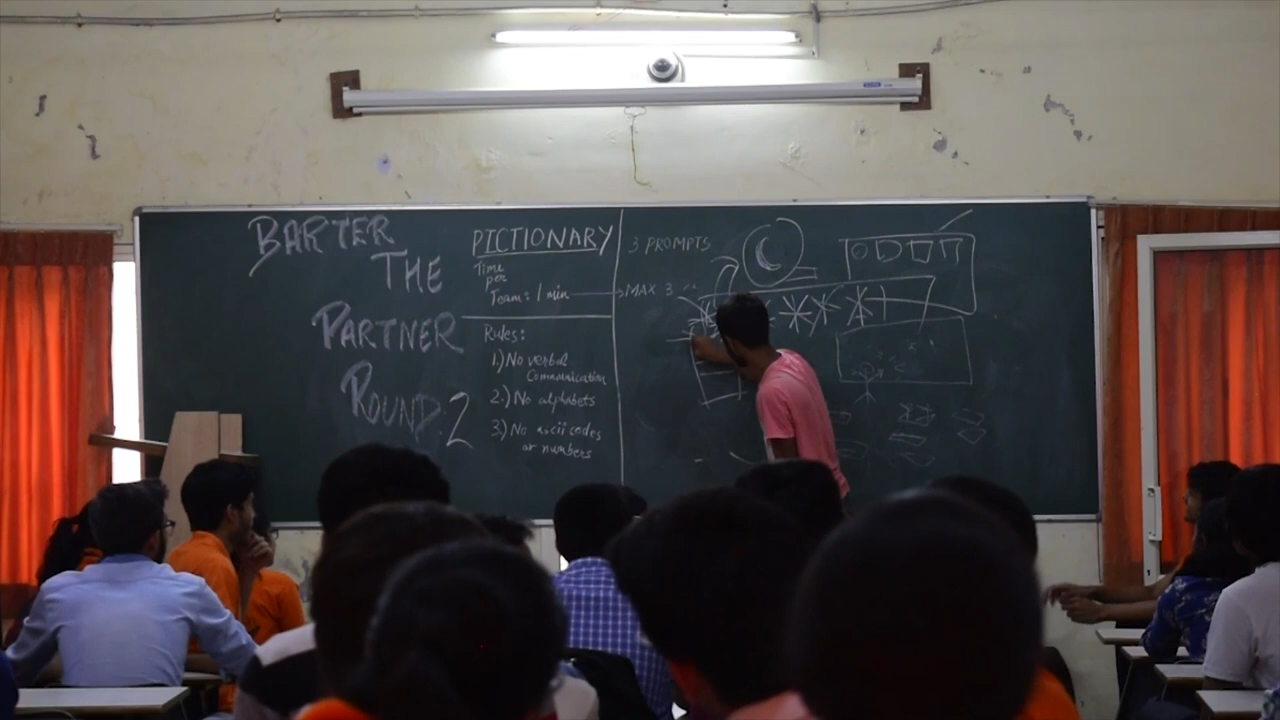 BARTER
THE
PARTNER
ROUND: 2
PICTIONARY
Time
per
Team: 1 min
Rules:
1.) No verbal
Communication
2.) No alphabets
3.) No ascii codes
or numbers
3 PROMPTS
MAX 3